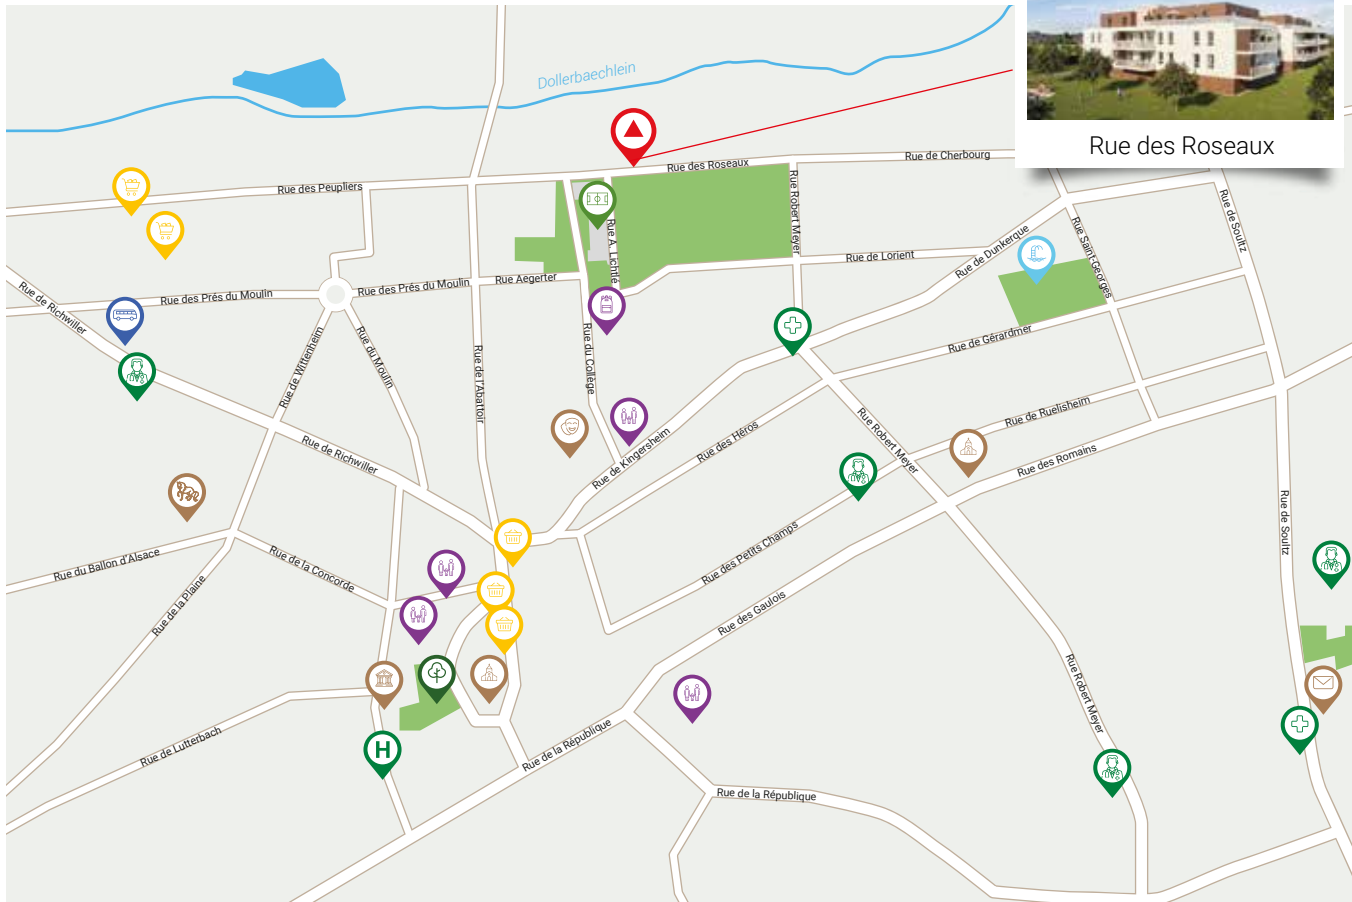 Dollerbaechlein
Rue des Roseaux
Rue des Roseaux
Rue de Cherbourg
Rue des Peupliers
Rue Robert Meyer
Rue de Soultz
Rue A. Lichtlé
Rue Saint-Georges
Rue de Dunkerque
Rue de Lorient
Rue Aegerter
Rue des Prés du Moulin
Rue des Prés du Moulin
Rue de Richwiller
Rue de Wittenheim
Rue du Moulin
Rue de l'Abattoir
Rue du Collège
Rue de Gérardmer
Rue de Ruelisheim
Rue Robert Meyer
Rue des Héros
Rue de Kingersheim
Rue de Richwiller
Rue des Romains
Rue de Soultz
Rue du Ballon d'Alsace
Rue de la Concorde
Rue des Petits Champs
Rue de la Plaine
Rue des Gaulois
Rue Robert Meyer
Rue de Lutterbach
H
Rue de la République
Rue de la République